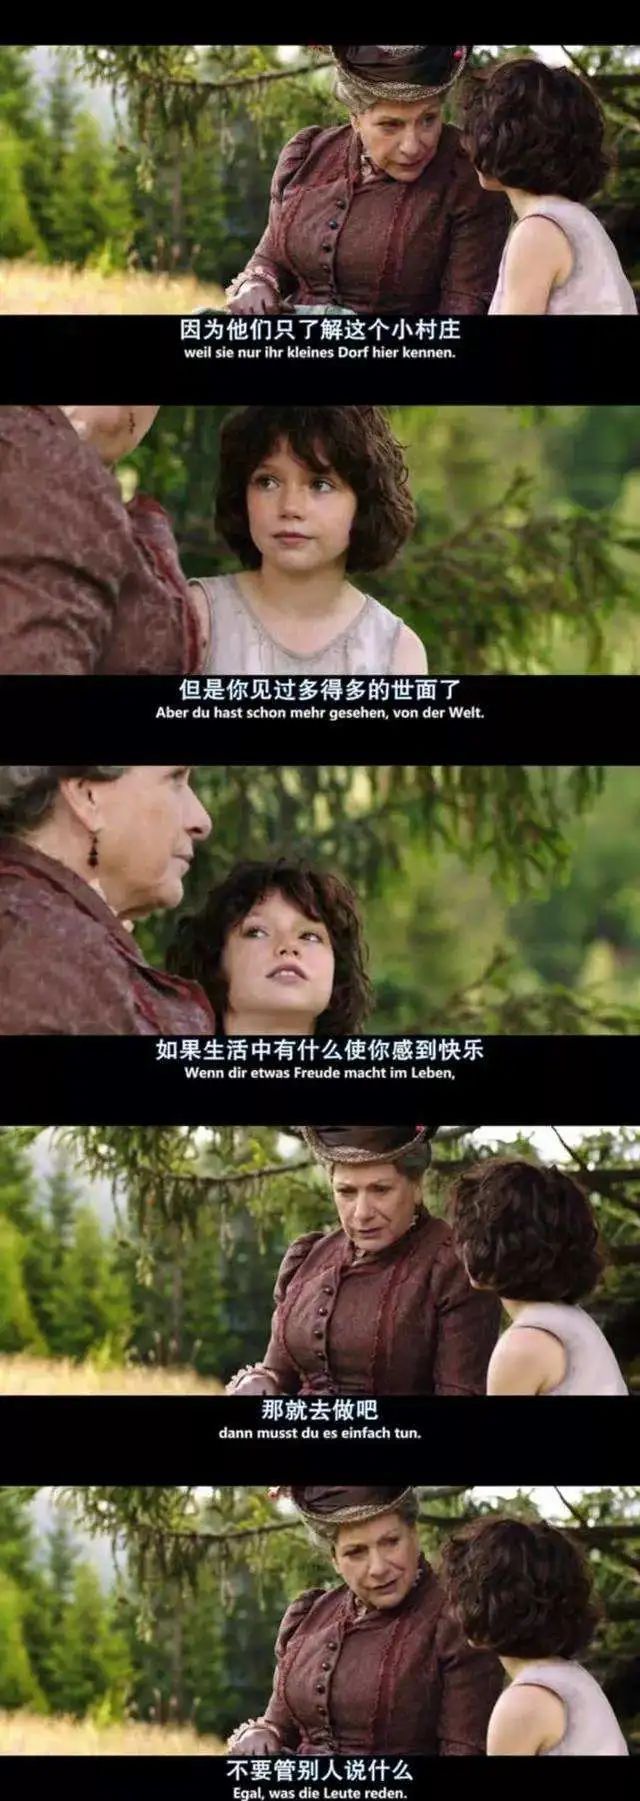 因为他们只了解这个小村庄
weil sie nur ihr kleines Dorf hier kennen.
但是你见过多得多的世面了
Aber du hast schon mehr gesehen, von der Welt.
如果生活中有什么使你感到快乐
Wenn dir etwas Freude macht im Leben,
那就去做吧
dann musst du es einfach tun.
不要管别人说什么
Egal, was die Leute reden.